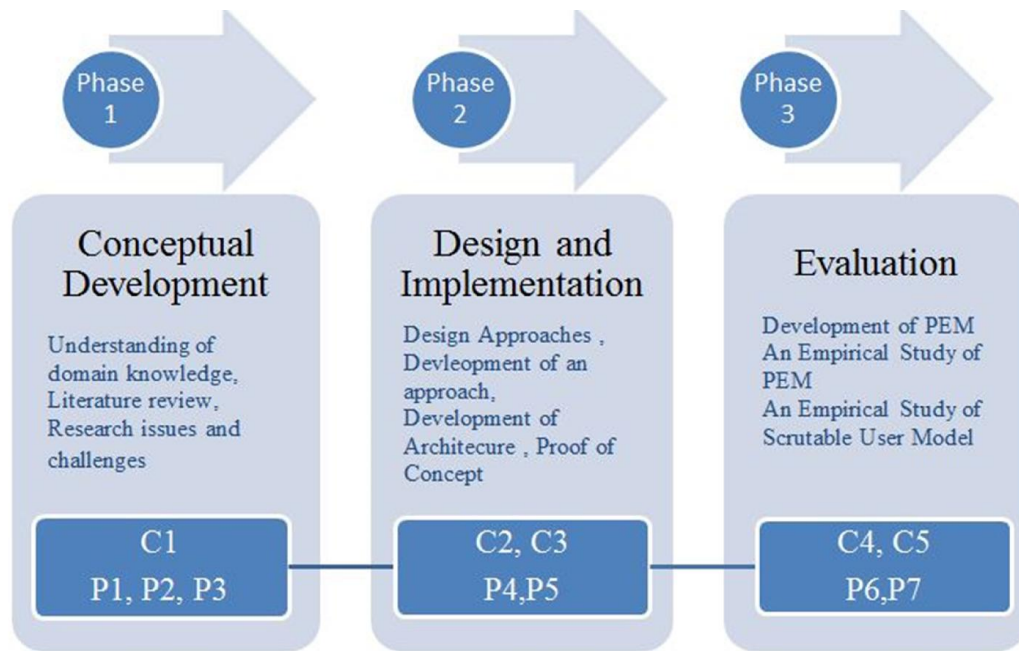 Phase
1
Phase
2
Phase
3
Conceptual
Development
Understanding of
domain knowledge,
Literature review,
Research issues and
challenges
C1
P1, P2, P3
Design and
Implementation
Design Approaches ,
Devleopment of an
approach,
Development of
Architecure , Proof of
Concept
C2, C3
P4,P5
Evaluation
Development of PEM
An Empirical Study of
PEM
An Empirical Study of
Scrutable User Model
C4, C5
P6,P7